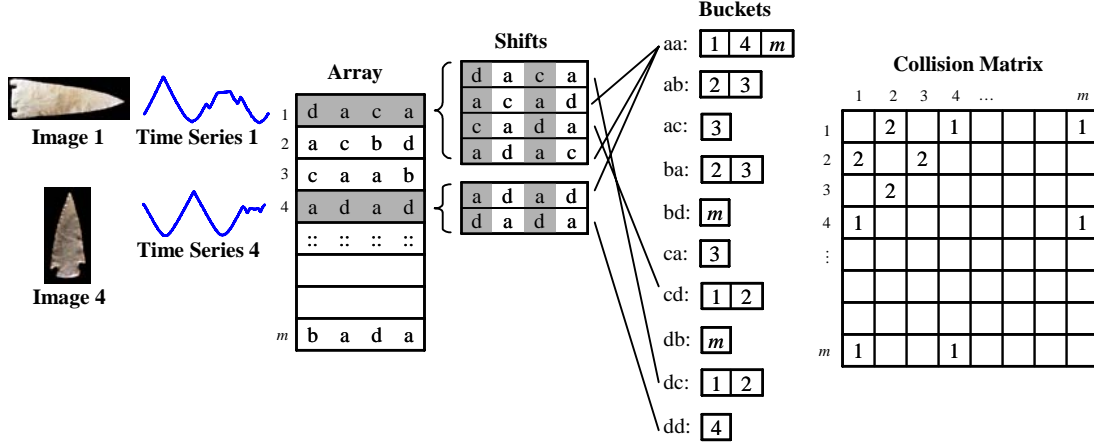 Buckets
Shifts
Array
Collision Matrix
Image 1
Time Series 1
Image 4
Time Series 4
1 d a c a
2 a c b d
3 c a a b
4 a d a d
:: :: :: ::
m b a d a
d a c a
a c a d
c a d a
a d a c
a d a d
d a d a
aa: 1 4 m
ab: 2 3
ac: 3
ba: 2 3
bd: m
ca: 3
cd: 1 2
db: m
dc: 1 2
dd: 4
1 2 3 4 … m
1 2 1 1
2 2 2
3 2
4 1 1
⋮
m 1 1